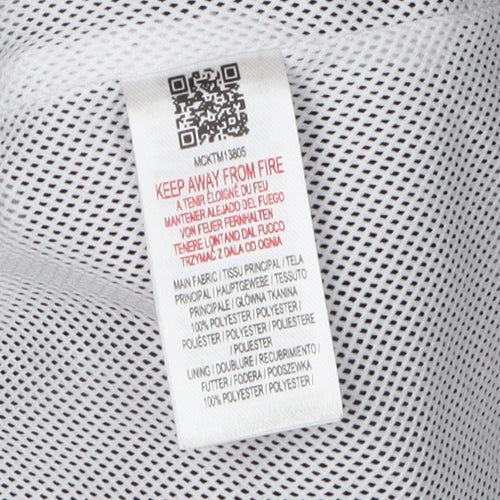 MCKTM13805
KEEP AWAY FROM FIRE
A TENIR ÉLOIGNÉ DU FEU
MANTENER ALEJADO DEL FUEGO
VON FEJER FERNHALTEN
TENERE LONTANO DAL FUOCO
TRZYMAĆ Z DALA OD OGNIA
MAIN FABRIC / TISSU PRINCIPAL / TELA
PRINCIPAL / HAUPTGEWEBE / TESSUTO
PRINCIPALE / GŁÓWNA TKANINA
100% POLYESTER / POLYESTER /
POLIÉSTER / POLYESTER / POLIESTERE
/ POLIESTER
LINING / DOUBLURE / RECUBRIMIENTO /
FUTTER / FODERA / PODSZEWKA
100% POLYESTER / POLYESTER /